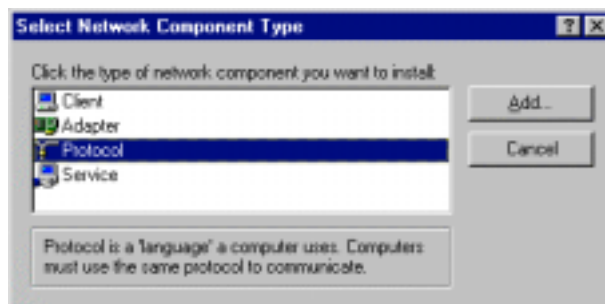 Select Network Component Type
Click the type of network component you want to install:
Client
Adapter
Protocol
Service
Add...
Cancel
Protocol is a 'language' a computer uses. Computers
must use the same protocol to communicate.